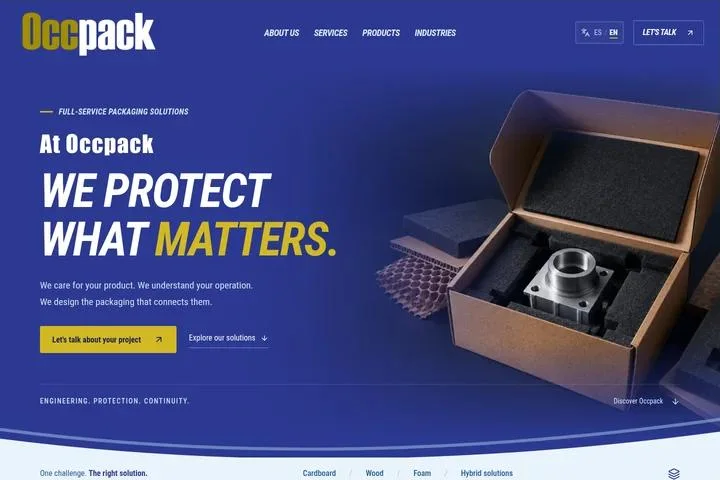 Occpack
ABOUT US
SERVICES
PRODUCTS
INDUSTRIES
ES / EN
LET'S TALK
FULL-SERVICE PACKAGING SOLUTIONS
At Occpack
WE PROTECT
WHAT MATTERS.
We care for your product. We understand your operation.
We design the packaging that connects them.
Let's talk about your project
Explore our solutions
ENGINEERING. PROTECTION. CONTINUITY.
Discover Occpack
One challenge. The right solution.
Cardboard / Wood / Foam / Hybrid solutions